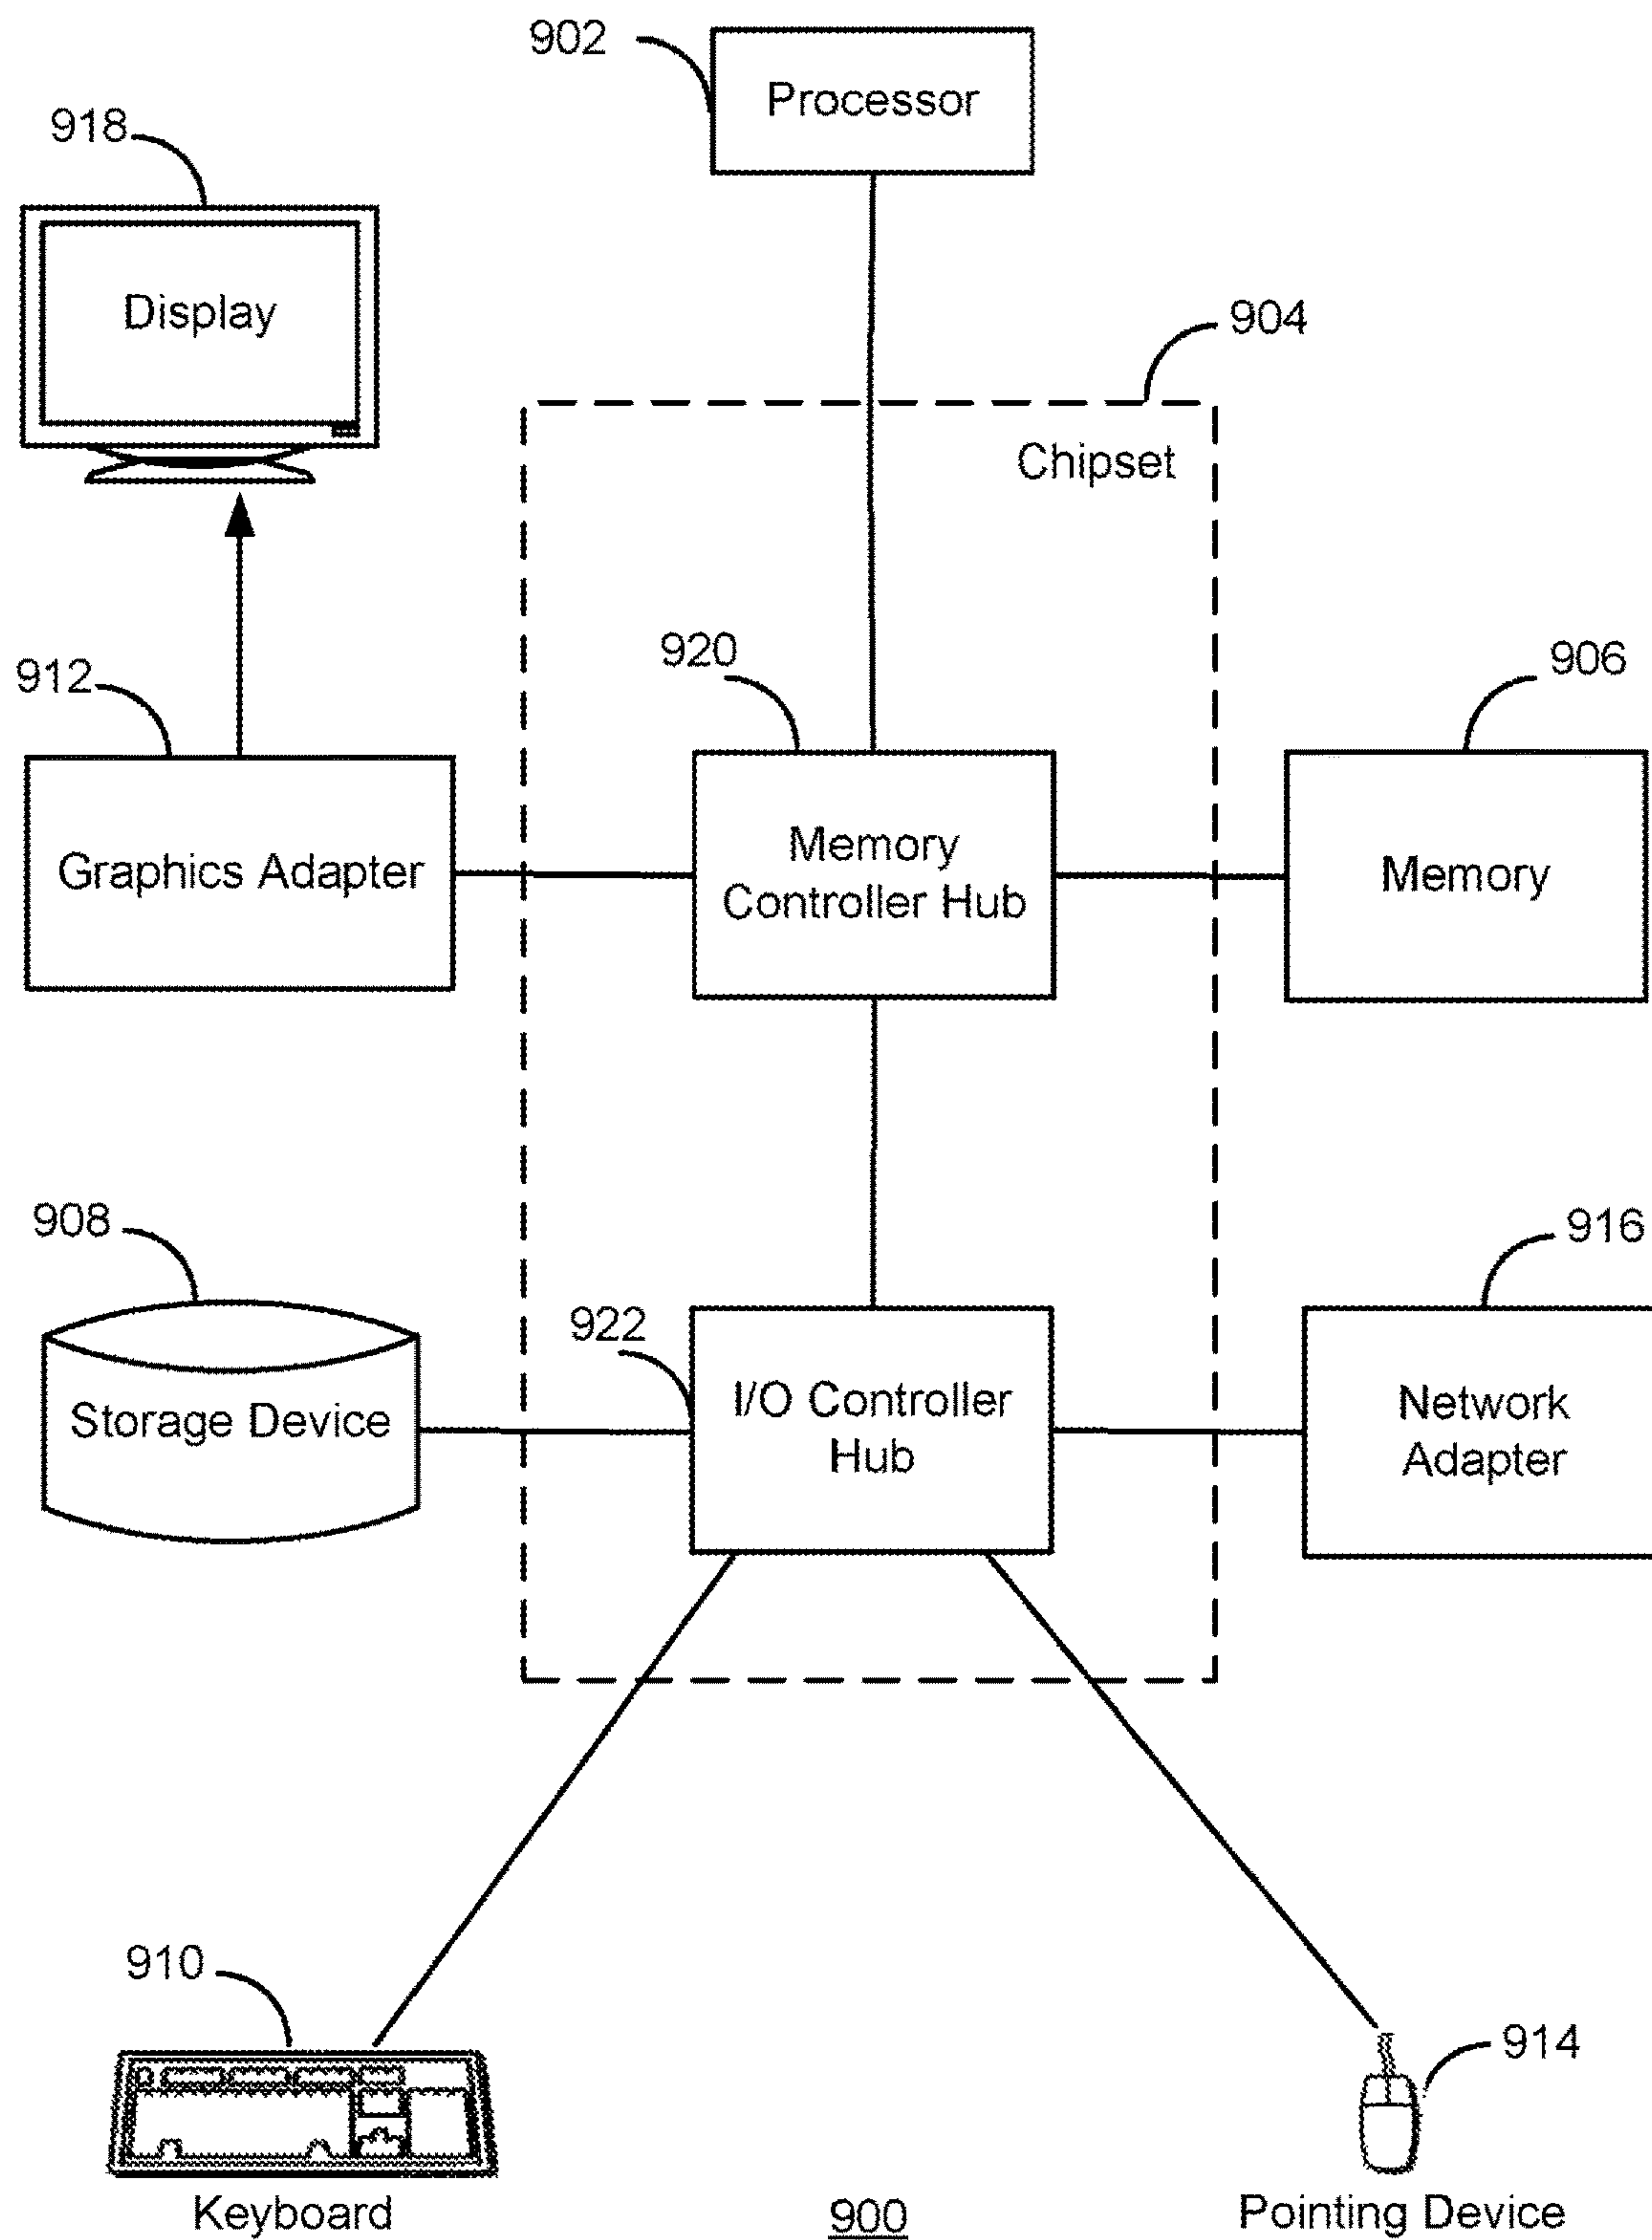 902
Processor
918
Display
904
Chipset
920
906
912
Memory
Controller Hub
Graphics Adapter
Memory
908
916
922
I/O Controller
Hub
Storage Device
Network
Adapter
910
914
Keyboard
900
Pointing Device